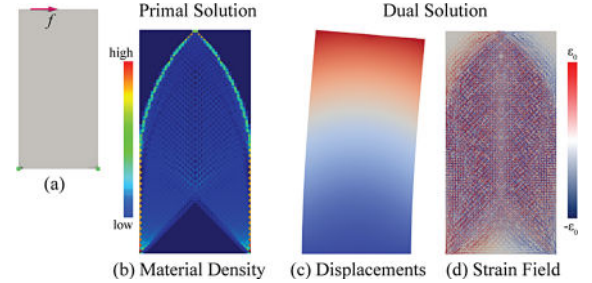 Primal Solution
Dual Solution
f
high
low
ε₀
-ε₀
(a)
(b) Material Density
(c) Displacements
(d) Strain Field